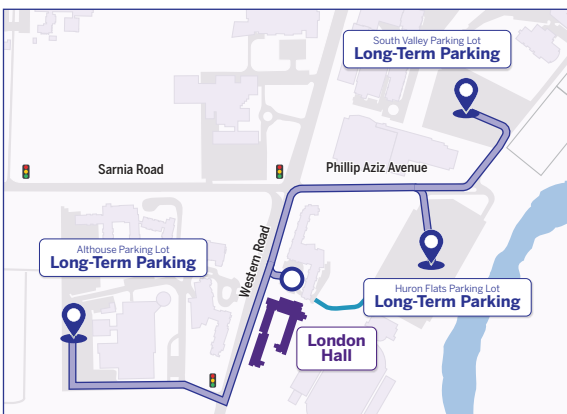 South Valley Parking Lot
Long-Term Parking
Sarnia Road
Phillip Aziz Avenue
Western Road
Althouse Parking Lot
Long-Term Parking
Huron Flats Parking Lot
Long-Term Parking
London
Hall